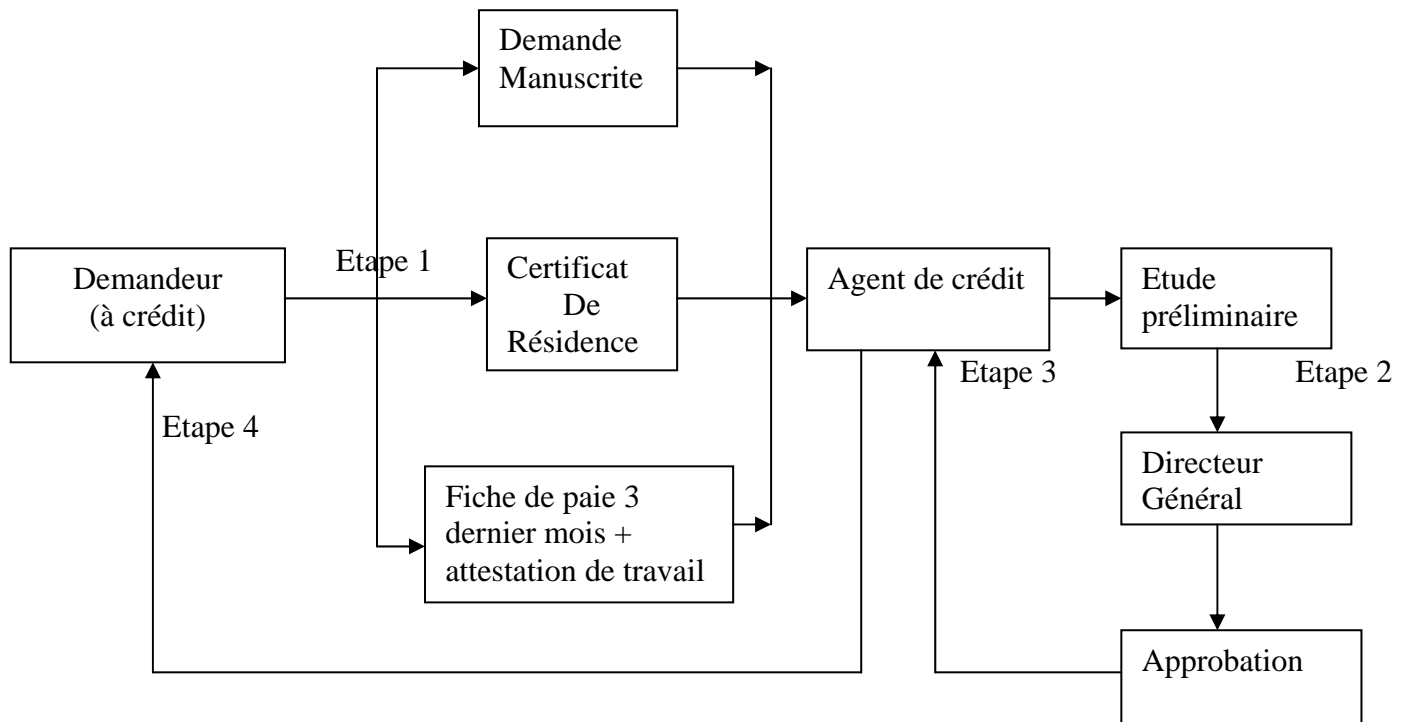 Demande
Manuscrite
Demandeur
(à crédit)
Etape 1
Certificat
De
Résidence
Agent de crédit
Etude
préliminaire
Etape 3
Etape 2
Etape 4
Directeur
Général
Fiche de paie 3
dernier mois +
attestation de travail
Approbation